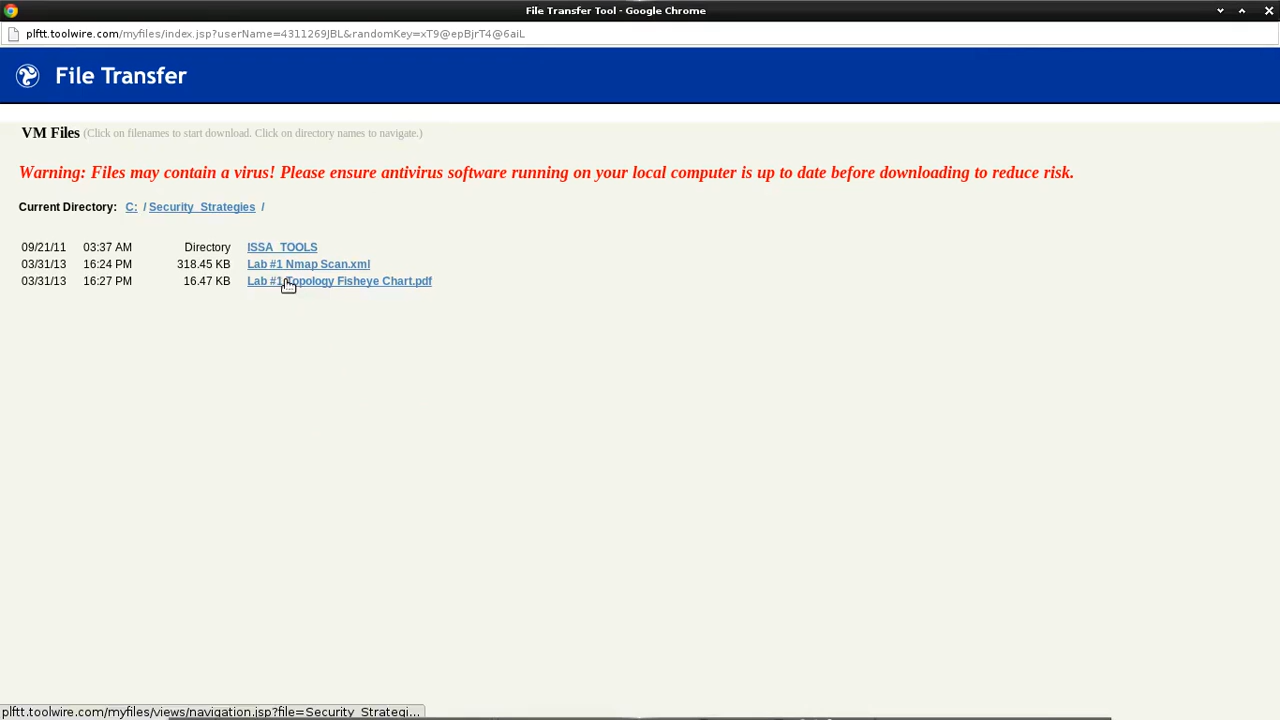 File Transfer Tool - Google Chrome
plftt.toolwire.com/myfiles/index.jsp?userName=4311269JBL&randomKey=xT9@epBjrT4@6aiL
File Transfer
VM Files (Click on filenames to start download. Click on directory names to navigate.)
Warning: Files may contain a virus! Please ensure antivirus software running on your local computer is up to date before downloading to reduce risk.
Current Directory: C: / Security_Strategies /
09/21/11 03:37 AM Directory ISSA_TOOLS
03/31/13 16:24 PM 318.45 KB Lab #1 Nmap Scan.xml
03/31/13 16:27 PM 16.47 KB Lab #1 Topology Fisheye Chart.pdf
plftt.toolwire.com/myfiles/views/navigation.jsp?file=Security_Strategi...